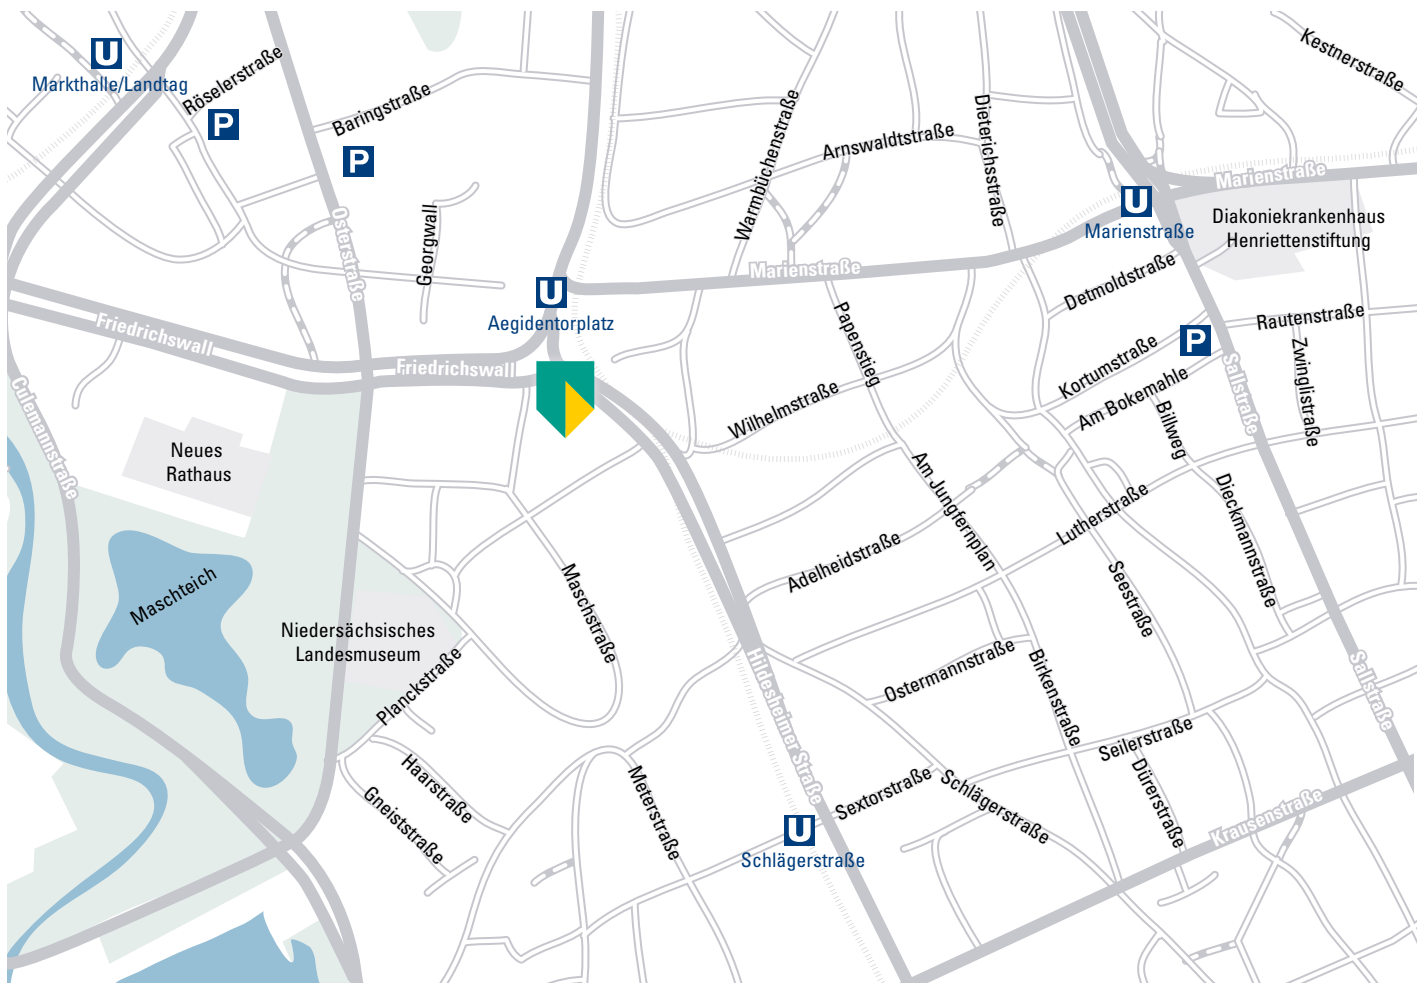 U
Markthalle/Landtag
Röselerstraße
P
Baringstraße
P
Osterstraße
Georgwall
Warmbüchenstraße
Arnswaldtstraße
Dieterichsstraße
Kestnerstraße
Marienstraße
U
Marienstraße
Diakoniekrankenhaus
Henriettenstiftung
Marienstraße
Detmoldstraße
U
Aegidentorplatz
Friedrichswall
Friedrichswall
Papenstieg
Rautenstraße
P
Kortumstraße
Zwinglistraße
Sallstraße
Am Bokemahle
Billweg
Wilhelmstraße
Culemannstraße
Neues
Rathaus
Am Jungfernplan
Dieckmannstraße
Lutherstraße
Adelheidstraße
Seestraße
Maschteich
Maschstraße
Niedersächsisches
Landesmuseum
Planckstraße
Hildesheimer Straße
Ostermannstraße
Birkenstraße
Sallstraße
Seilerstraße
Dürerstraße
Haarstraße
Gneiststraße
Meterstraße
Sextorstraße
Schlägerstraße
Krausenstraße
U
Schlägerstraße